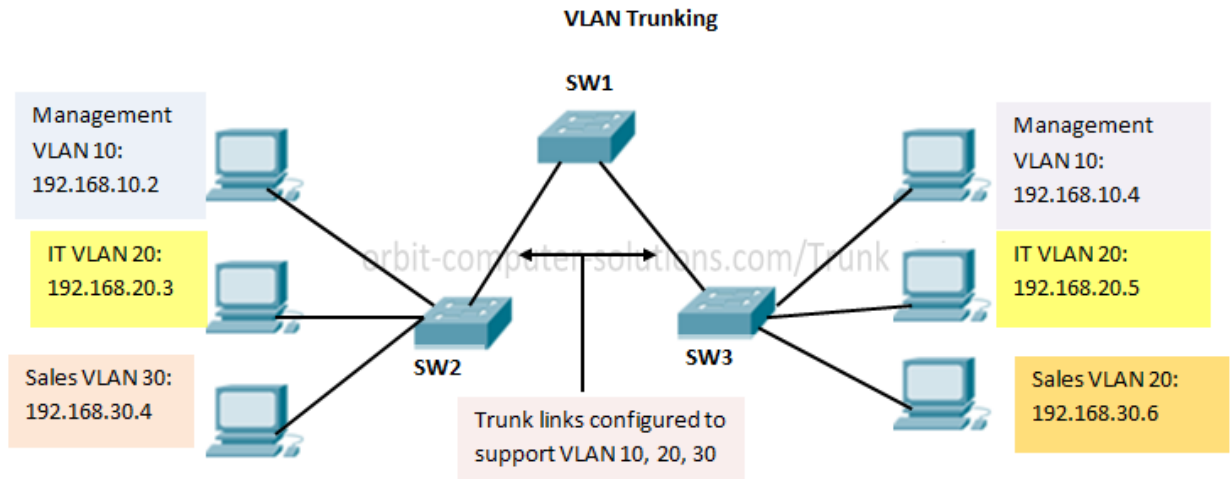 VLAN Trunking
SW1
Management
VLAN 10:
192.168.10.2
Management
VLAN 10:
192.168.10.4
orbit-computer-solutions.com/Trunk
IT VLAN 20:
192.168.20.3
IT VLAN 20:
192.168.20.5
SW2
SW3
Sales VLAN 30:
192.168.30.4
Trunk links configured to
support VLAN 10, 20, 30
Sales VLAN 20:
192.168.30.6